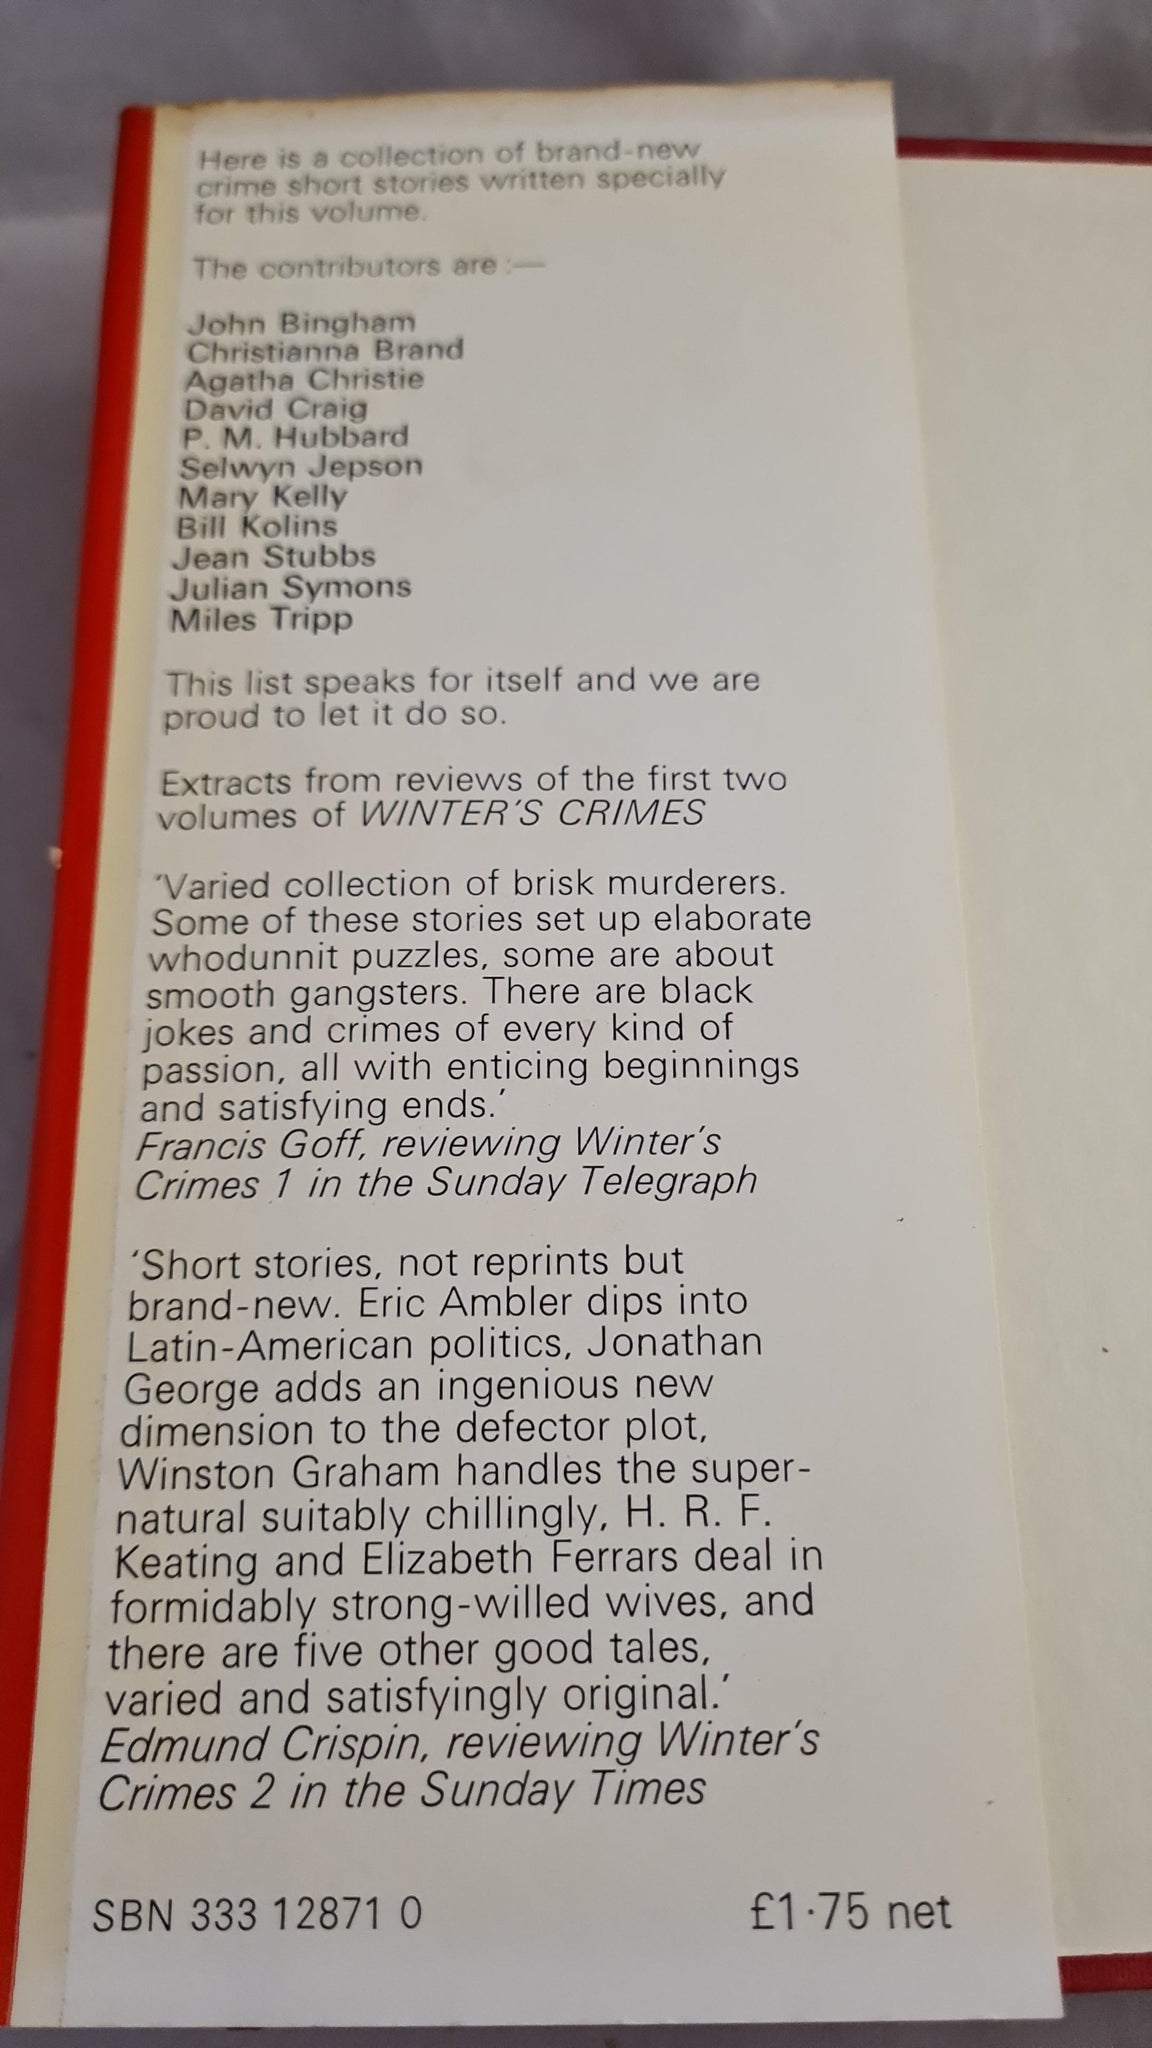 Here is a collection of brand-new
crime short stories written specially
for this volume.
The contributors are :—
John Bingham
Christianna Brand
Agatha Christie
David Craig
P. M. Hubbard
Selwyn Jepson
Mary Kelly
Bill Kolins
Jean Stubbs
Julian Symons
Miles Tripp
This list speaks for itself and we are
proud to let it do so.
Extracts from reviews of the first two
volumes of WINTER'S CRIMES
'Varied collection of brisk murderers.
Some of these stories set up elaborate
whodunnit puzzles, some are about
smooth gangsters. There are black
jokes and crimes of every kind of
passion, all with enticing beginnings
and satisfying ends.'
Francis Goff, reviewing Winter's
Crimes 1 in the Sunday Telegraph
'Short stories, not reprints but
brand-new. Eric Ambler dips into
Latin-American politics, Jonathan
George adds an ingenious new
dimension to the defector plot,
Winston Graham handles the super-
natural suitably chillingly, H. R. F.
Keating and Elizabeth Ferrars deal in
formidably strong-willed wives, and
there are five other good tales,
varied and satisfyingly original.'
Edmund Crispin, reviewing Winter's
Crimes 2 in the Sunday Times
SBN 333 12871 0 £1·75 net